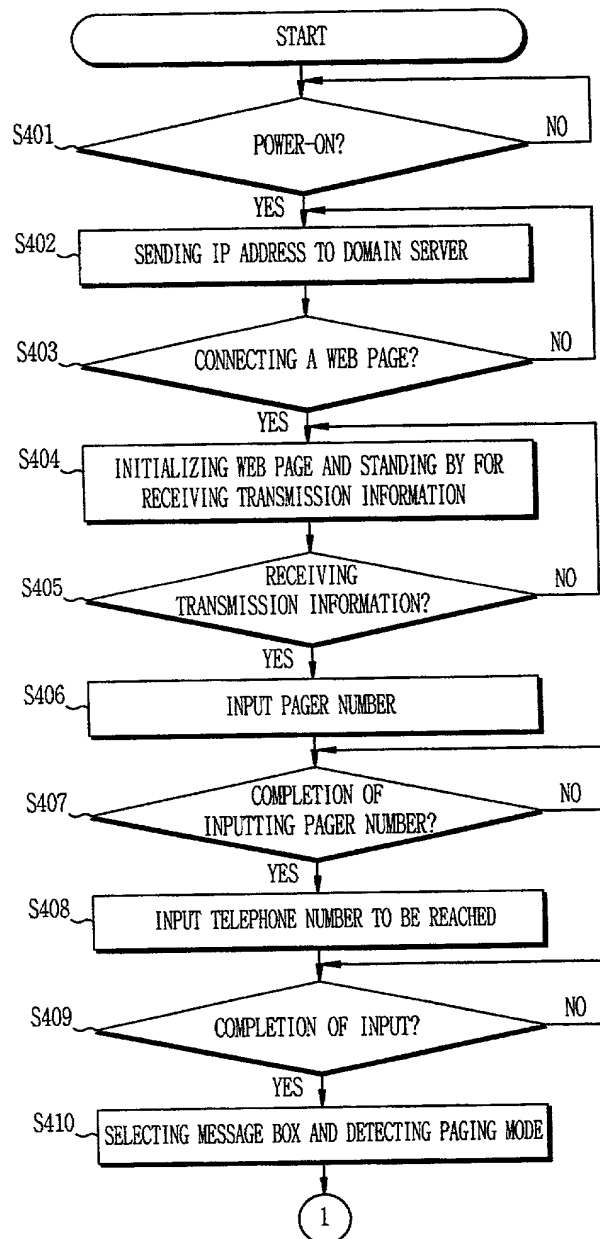 START
S401
POWER-ON?
NO
YES
S402
SENDING IP ADDRESS TO DOMAIN SERVER
S403
CONNECTING A WEB PAGE?
NO
YES
S404
INITIALIZING WEB PAGE AND STANDING BY FOR
RECEIVING TRANSMISSION INFORMATION
S405
RECEIVING
TRANSMISSION INFORMATION?
NO
YES
S406
INPUT PAGER NUMBER
S407
COMPLETION OF
INPUTTING PAGER NUMBER?
NO
YES
S408
INPUT TELEPHONE NUMBER TO BE REACHED
S409
COMPLETION OF INPUT?
NO
YES
S410
SELECTING MESSAGE BOX AND DETECTING PAGING MODE
1